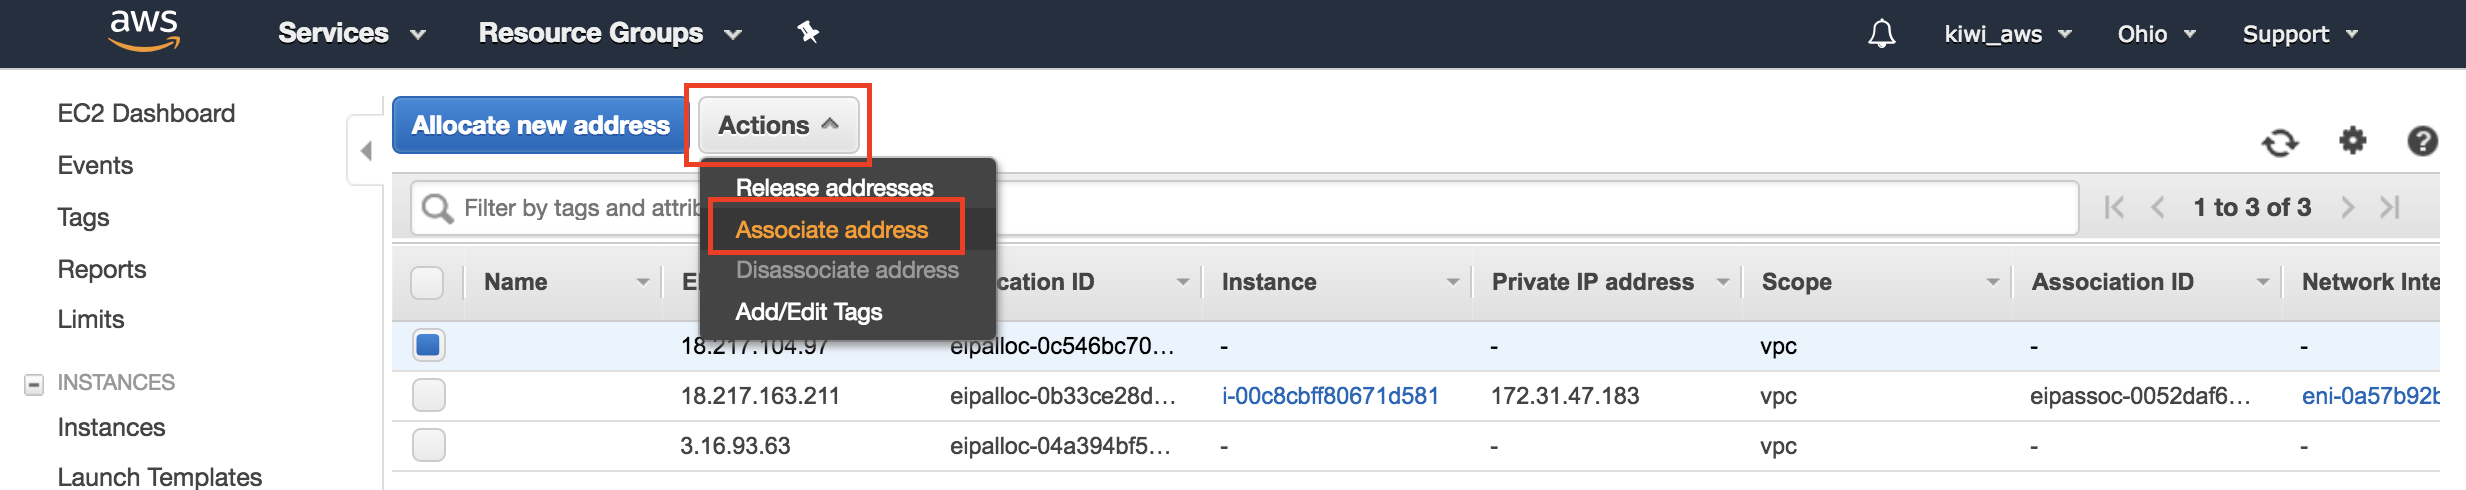 aws Services Resource Groups kiwi_aws Ohio Support
EC2 Dashboard
Events
Tags
Reports
Limits
INSTANCES
Instances
Launch Templates
Allocate new address Actions
Release addresses
Associate address
Disassociate address
Add/Edit Tags
Filter by tags and attrib 1 to 3 of 3
Name cation ID Instance Private IP address Scope Association ID Network Inte
18.217.104.97 eipalloc-0c546bc70... - - vpc - -
18.217.163.211 eipalloc-0b33ce28d... i-00c8cbff80671d581 172.31.47.183 vpc eipassoc-0052daf6... eni-0a57b92b
3.16.93.63 eipalloc-04a394bf5... - - vpc - -